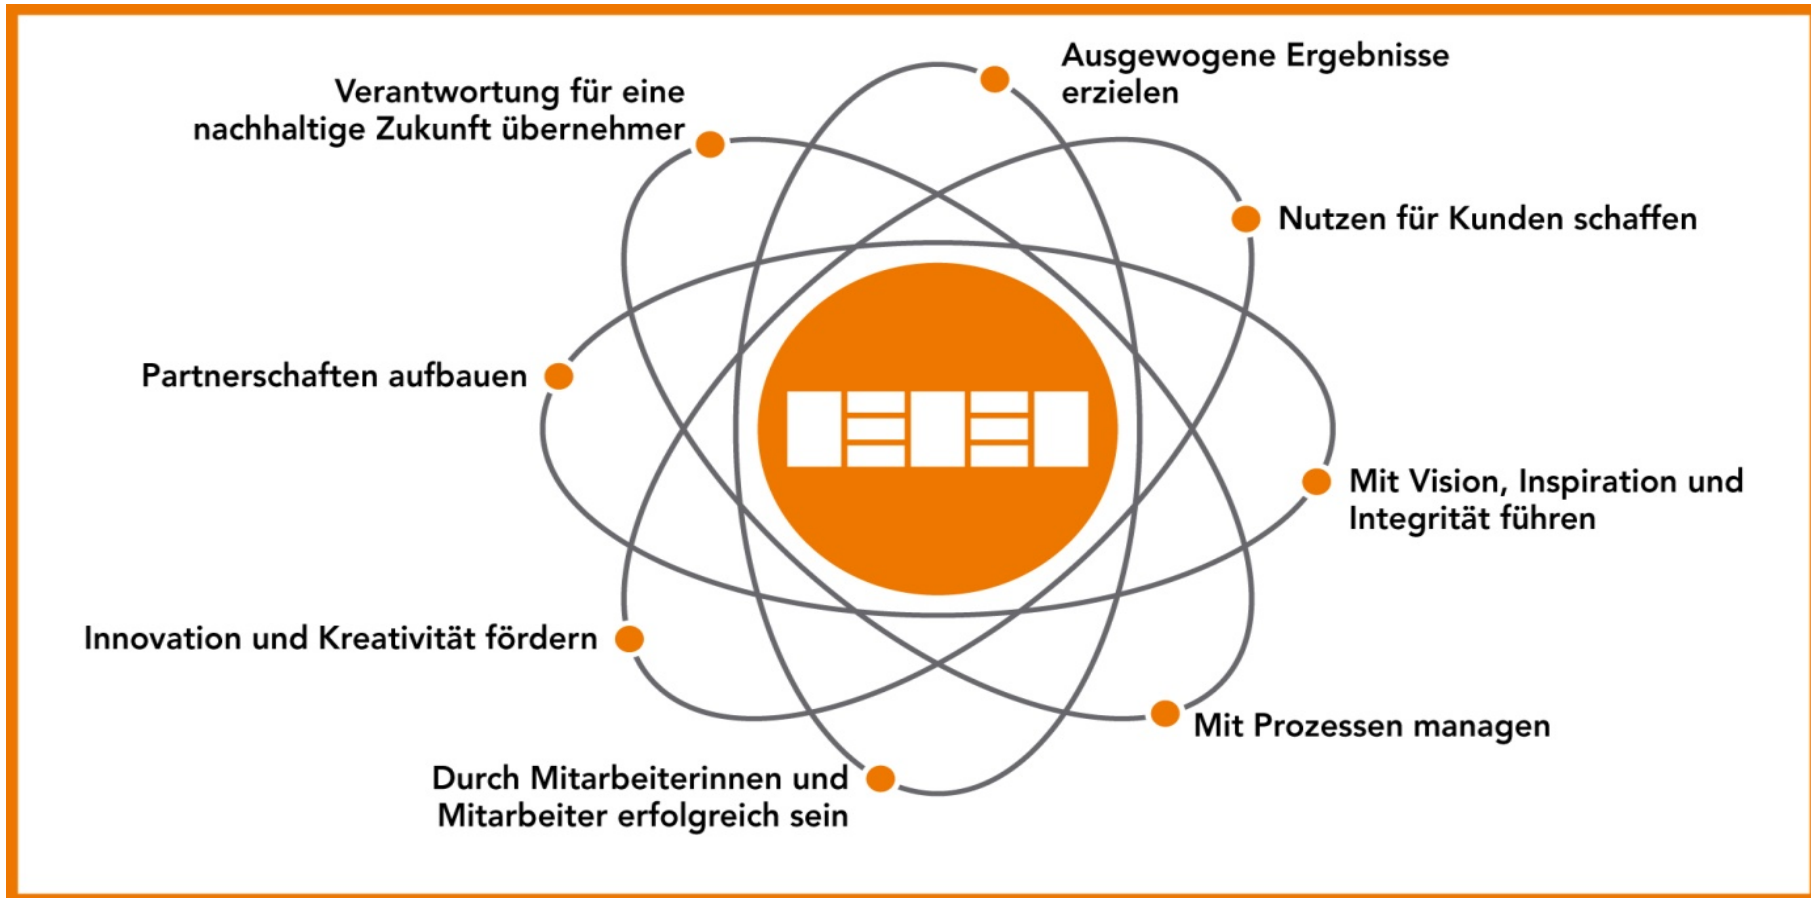 Ausgewogene Ergebnisse
erzielen
Verantwortung für eine
nachhaltige Zukunft übernehmer
Nutzen für Kunden schaffen
Partnerschaften aufbauen
Mit Vision, Inspiration und
Integrität führen
Innovation und Kreativität fördern
Mit Prozessen managen
Durch Mitarbeiterinnen und
Mitarbeiter erfolgreich sein